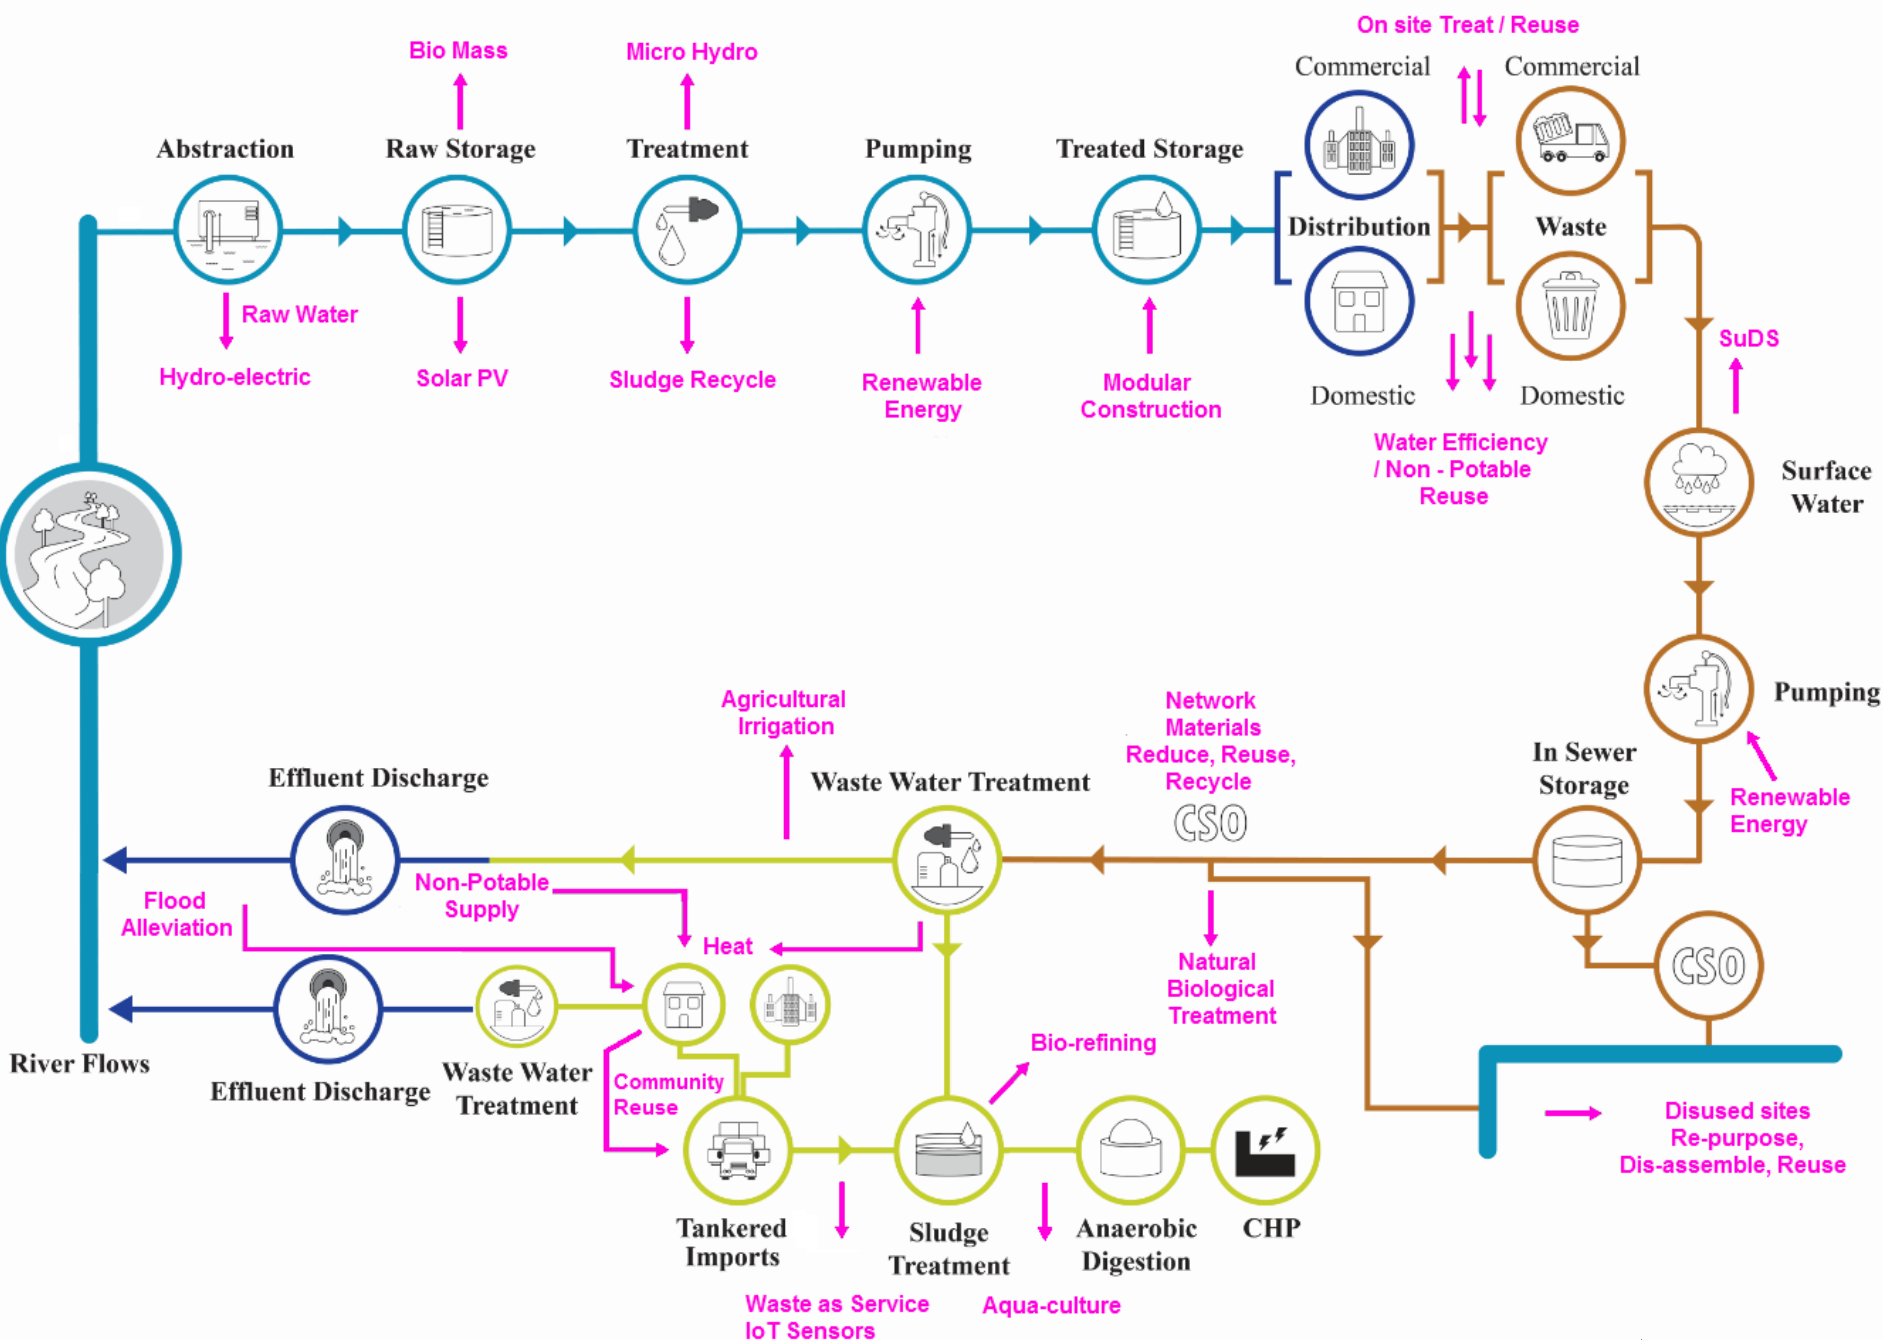 On site Treat / Reuse
Bio Mass
Micro Hydro
Commercial
Commercial
Abstraction
Raw Storage
Treatment
Pumping
Treated Storage
Distribution
Waste
Raw Water
Hydro-electric
Solar PV
Sludge Recycle
Renewable
Energy
Modular
Construction
Domestic
Domestic
SuDS
Water Efficiency
/ Non - Potable
Reuse
Surface
Water
Pumping
Agricultural
Irrigation
Network
Materials
Reduce, Reuse,
Recycle
CSO
In Sewer
Storage
Renewable
Energy
Effluent Discharge
Waste Water Treatment
Non-Potable
Supply
Flood
Alleviation
Heat
Natural
Biological
Treatment
CSO
River Flows
Effluent Discharge
Waste Water
Treatment
Community
Reuse
Bio-refining
Disused sites
Re-purpose,
Dis-assemble, Reuse
Tankered
Imports
Sludge
Treatment
Anaerobic
Digestion
CHP
Waste as Service
IoT Sensors
Aqua-culture